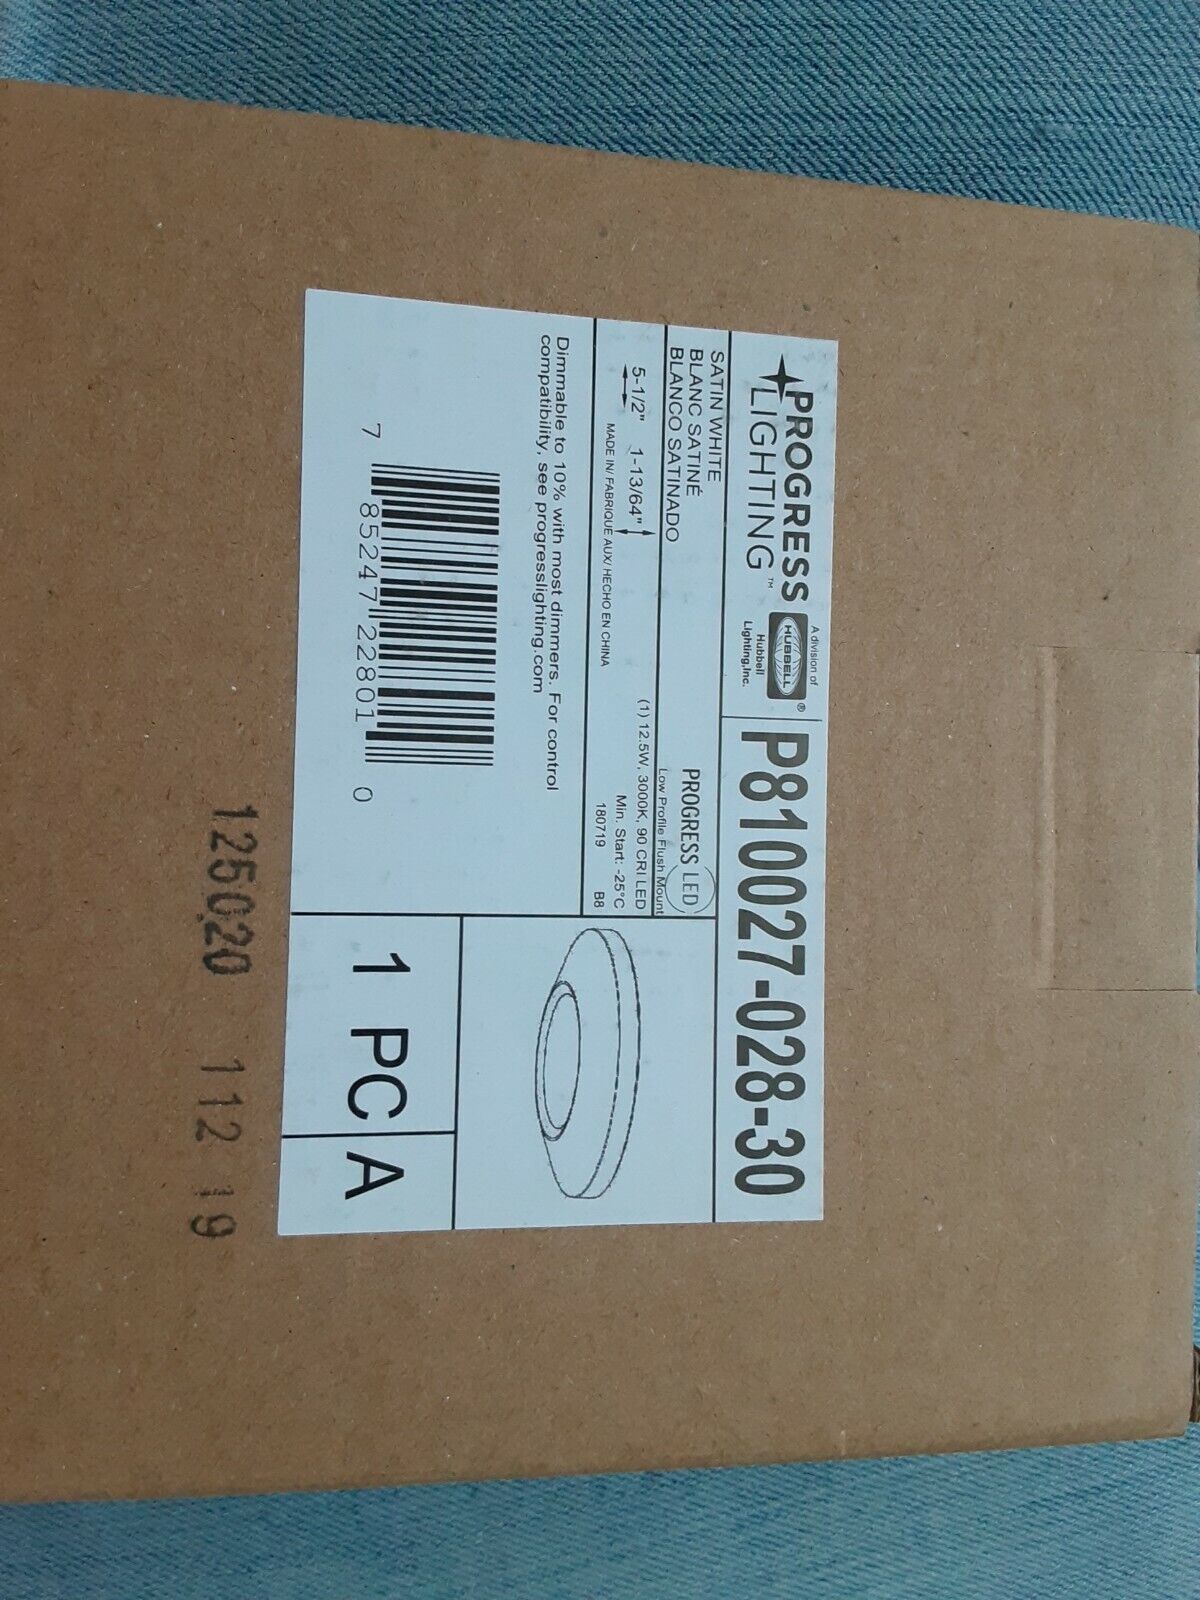 PROGRESS
LIGHTING™
A division of
HUBBELL®
Hubbell
Lighting,Inc.
P810027-028-30
SATIN WHITE
BLANC SATINÉ
BLANCO SATINADO
PROGRESS LED
Low Profile Flush Mount
5-1/2" 1-13/64"
(1) 12.5W, 3000K, 90 CRI LED
Min. Start: -25°C
MADE IN/ FABRIQUE AUX/ HECHO EN CHINA
180719 B8
Dimmable to 10% with most dimmers. For control
compatibility, see progresslighting.com
7 85247 22801 0
1 PC A
125020 112 19